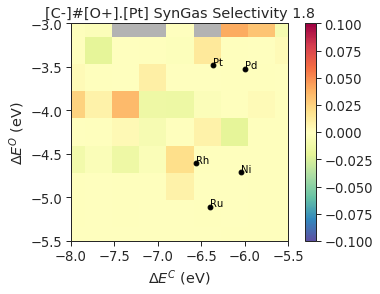 [C-]#[O+].[Pt] SynGas Selectivity 1.8
−3.0
−3.5
−4.0
−4.5
−5.0
−5.5
ΔE^O (eV)
Pt
Pd
Rh
Ni
Ru
−8.0 −7.5 −7.0 −6.5 −6.0 −5.5
ΔE^C (eV)
0.100
0.075
0.050
0.025
0.000
−0.025
−0.050
−0.075
−0.100